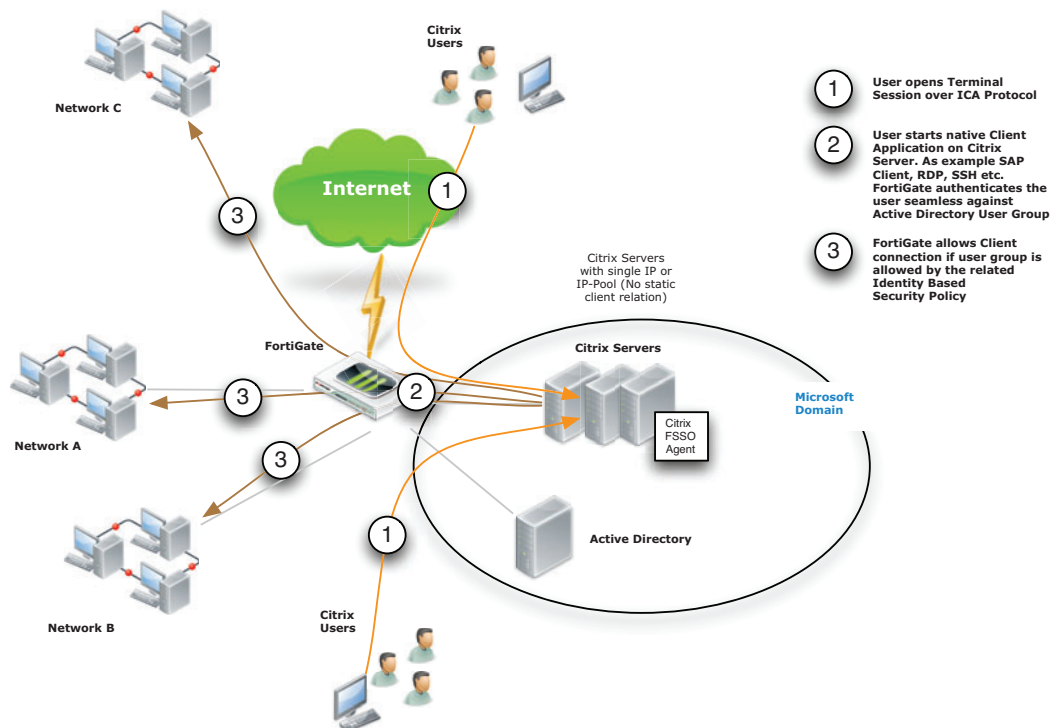 Citrix
Users
Network C
1
User opens Terminal
Session over ICA Protocol
2
User starts native Client
Application on Citrix
Server. As example SAP
Client, RDP, SSH etc.
FortiGate authenticates the
user seamless against
Active Directory User Group
3
FortiGate allows Client
connection if user group is
allowed by the related
Identity Based
Security Policy
Internet
1
3
Citrix Servers
with single IP or
IP-Pool (No static
client relation)
FortiGate
Citrix Servers
2
3
Microsoft
Domain
Citrix
FSSO
Agent
Network A
3
1
Active Directory
Network B
Citrix
Users